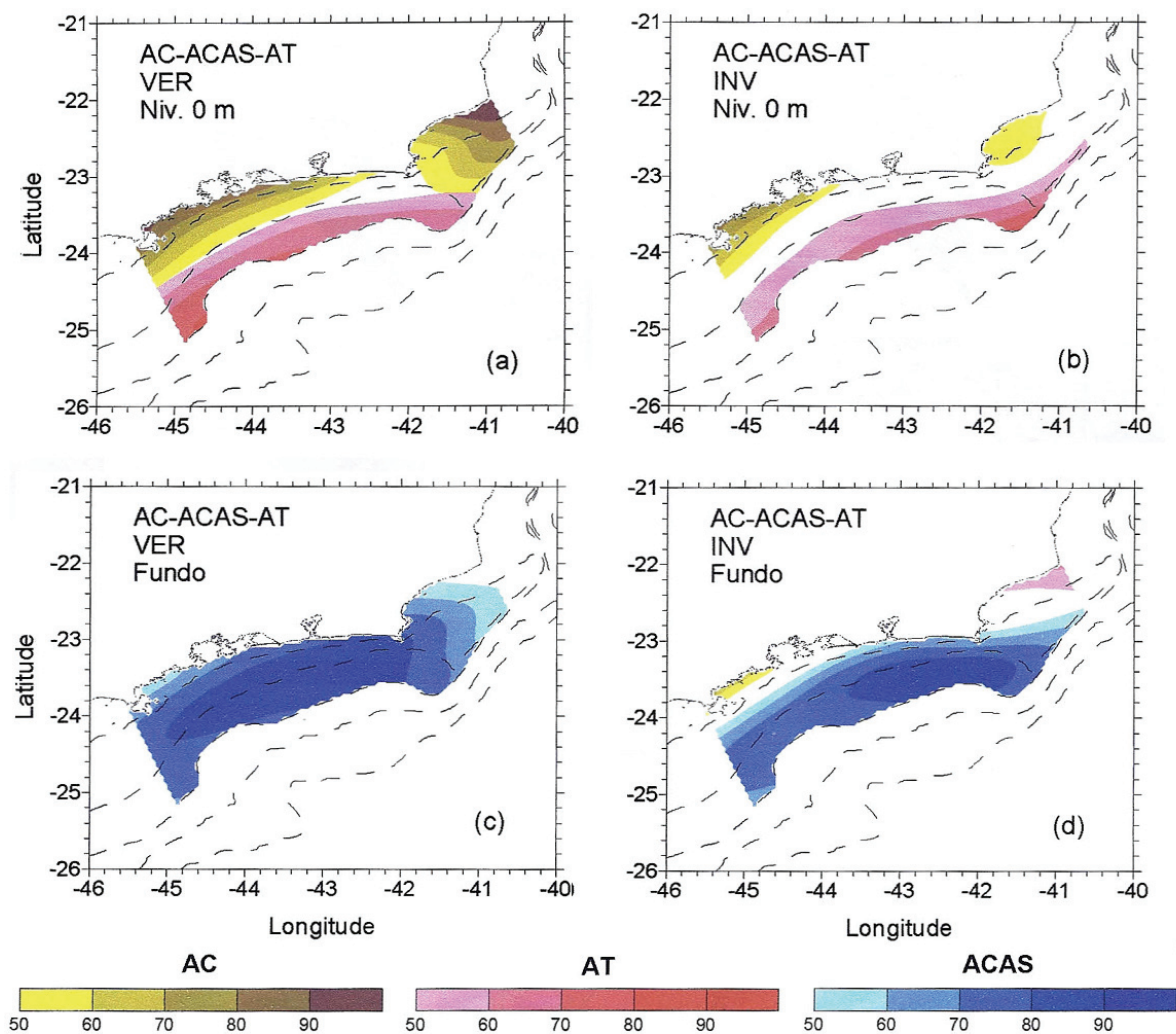 AC-ACAS-AT
VER
Niv. 0 m
(a)
Latitude
-21
-22
-23
-24
-25
-26
-46 -45 -44 -43 -42 -41 -40
AC-ACAS-AT
INV
Niv. 0 m
(b)
-21
-22
-23
-24
-25
-26
-46 -45 -44 -43 -42 -41 -40
AC-ACAS-AT
VER
Fundo
(c)
Latitude
-21
-22
-23
-24
-25
-26
-46 -45 -44 -43 -42 -41 -40
Longitude
AC-ACAS-AT
INV
Fundo
(d)
-21
-22
-23
-24
-25
-26
-46 -45 -44 -43 -42 -41 -40
Longitude
AC
50 60 70 80 90
AT
50 60 70 80 90
ACAS
50 60 70 80 90